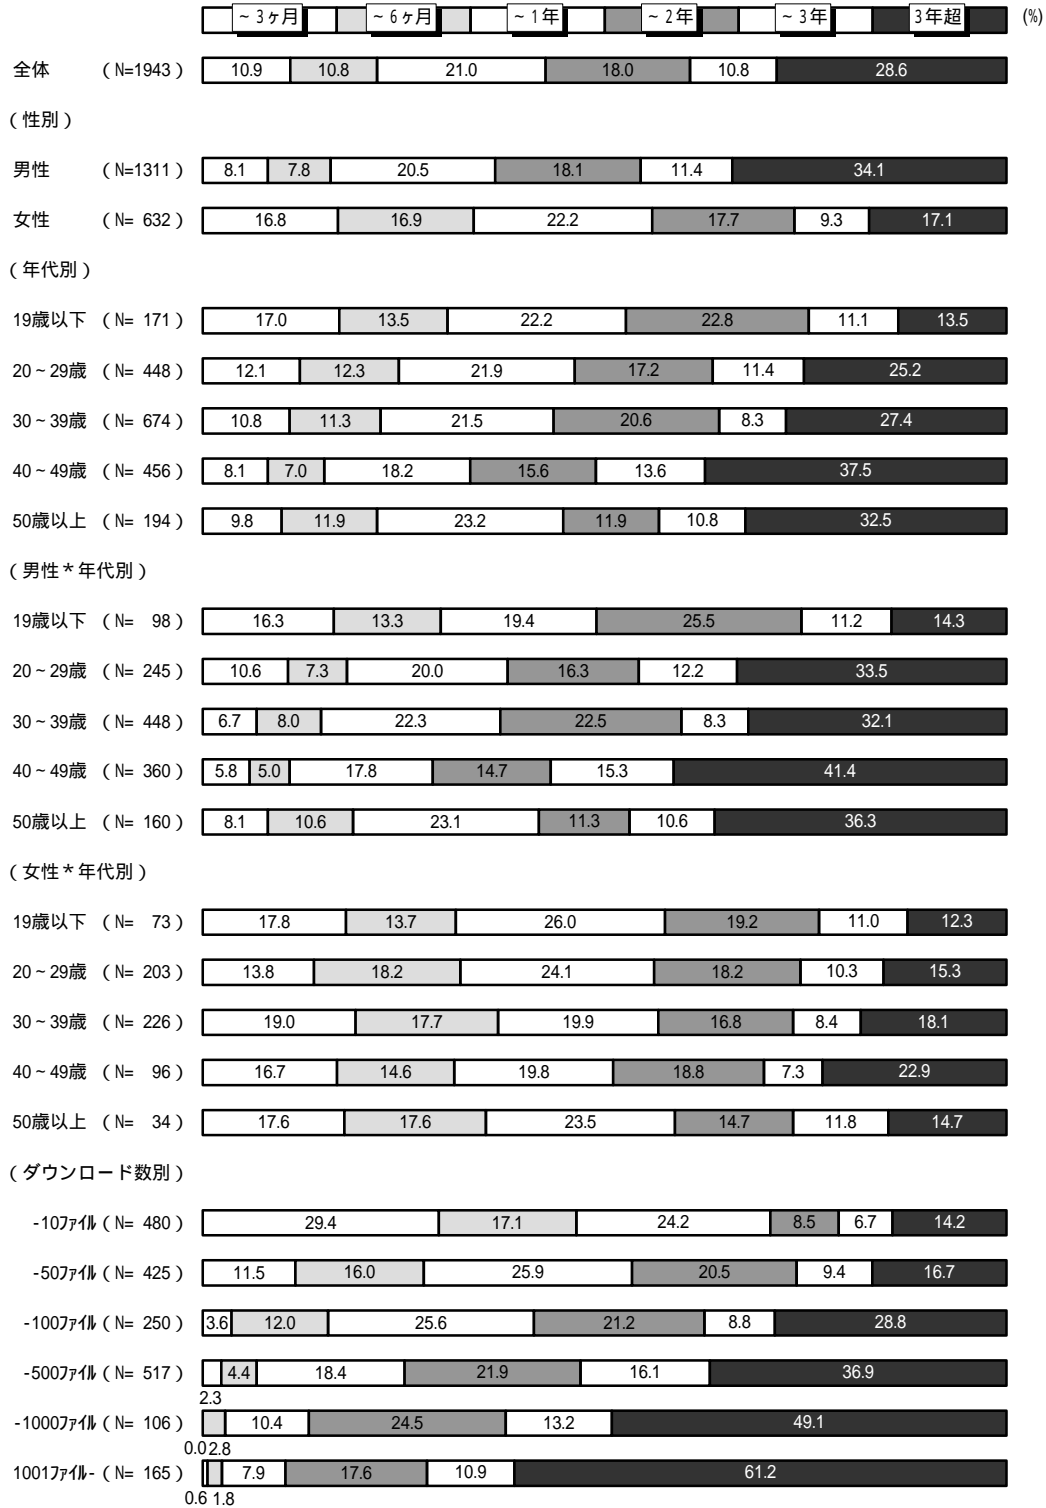 ～３ヶ月 ～６ヶ月 ～１年 ～２年 ～３年 ３年超 (%)
全体 （N=1943） 10.9 10.8 21.0 18.0 10.8 28.6
（性別）
男性 （N=1311） 8.1 7.8 20.5 18.1 11.4 34.1
女性 （N= 632） 16.8 16.9 22.2 17.7 9.3 17.1
（年代別）
19歳以下 （N= 171） 17.0 13.5 22.2 22.8 11.1 13.5
20～29歳 （N= 448） 12.1 12.3 21.9 17.2 11.4 25.2
30～39歳 （N= 674） 10.8 11.3 21.5 20.6 8.3 27.4
40～49歳 （N= 456） 8.1 7.0 18.2 15.6 13.6 37.5
50歳以上 （N= 194） 9.8 11.9 23.2 11.9 10.8 32.5
（男性＊年代別）
19歳以下 （N= 98） 16.3 13.3 19.4 25.5 11.2 14.3
20～29歳 （N= 245） 10.6 7.3 20.0 16.3 12.2 33.5
30～39歳 （N= 448） 6.7 8.0 22.3 22.5 8.3 32.1
40～49歳 （N= 360） 5.8 5.0 17.8 14.7 15.3 41.4
50歳以上 （N= 160） 8.1 10.6 23.1 11.3 10.6 36.3
（女性＊年代別）
19歳以下 （N= 73） 17.8 13.7 26.0 19.2 11.0 12.3
20～29歳 （N= 203） 13.8 18.2 24.1 18.2 10.3 15.3
30～39歳 （N= 226） 19.0 17.7 19.9 16.8 8.4 18.1
40～49歳 （N= 96） 16.7 14.6 19.8 18.8 7.3 22.9
50歳以上 （N= 34） 17.6 17.6 23.5 14.7 11.8 14.7
（ダウンロード数別）
-10ﾌｧｲﾙ（N= 480） 29.4 17.1 24.2 8.5 6.7 14.2
-50ﾌｧｲﾙ（N= 425） 11.5 16.0 25.9 20.5 9.4 16.7
-100ﾌｧｲﾙ（N= 250） 3.6 12.0 25.6 21.2 8.8 28.8
-500ﾌｧｲﾙ（N= 517） 4.4 18.4 21.9 16.1 36.9
2.3
-1000ﾌｧｲﾙ（N= 106） 10.4 24.5 13.2 49.1
0.0 2.8
1001ﾌｧｲﾙ-（N= 165） 7.9 17.6 10.9 61.2
0.6 1.8